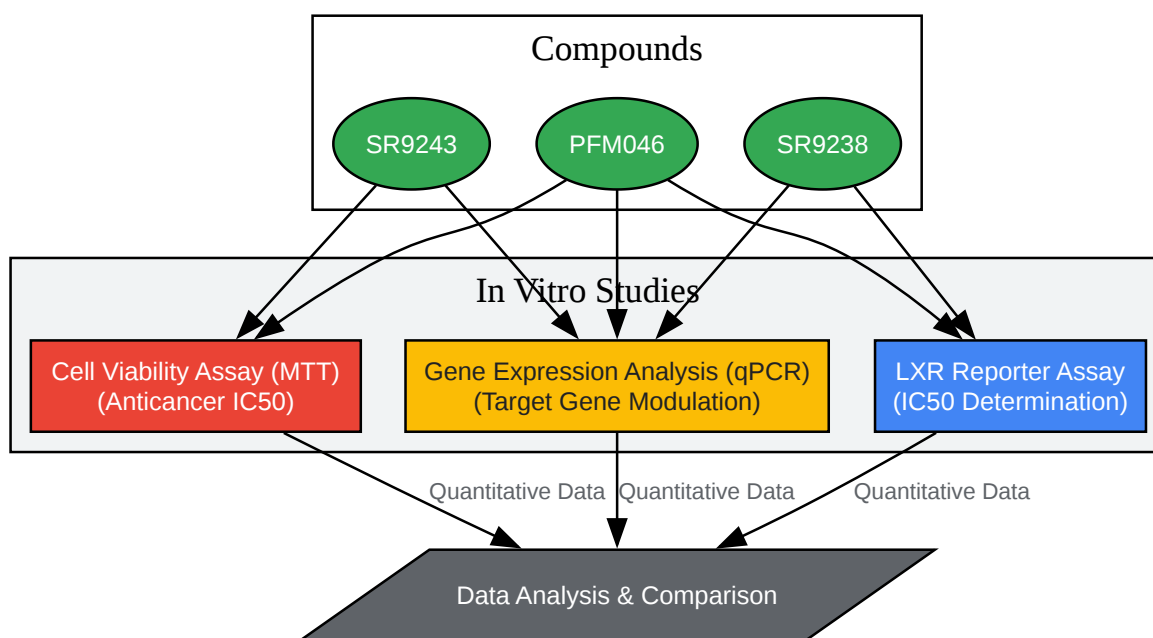 Compounds
SR9243
PFM046
SR9238
In Vitro Studies
Cell Viability Assay (MTT)
(Anticancer IC50)
Gene Expression Analysis (qPCR)
(Target Gene Modulation)
LXR Reporter Assay
(IC50 Determination)
Quantitative Data
Quantitative Data
Quantitative Data
Data Analysis & Comparison